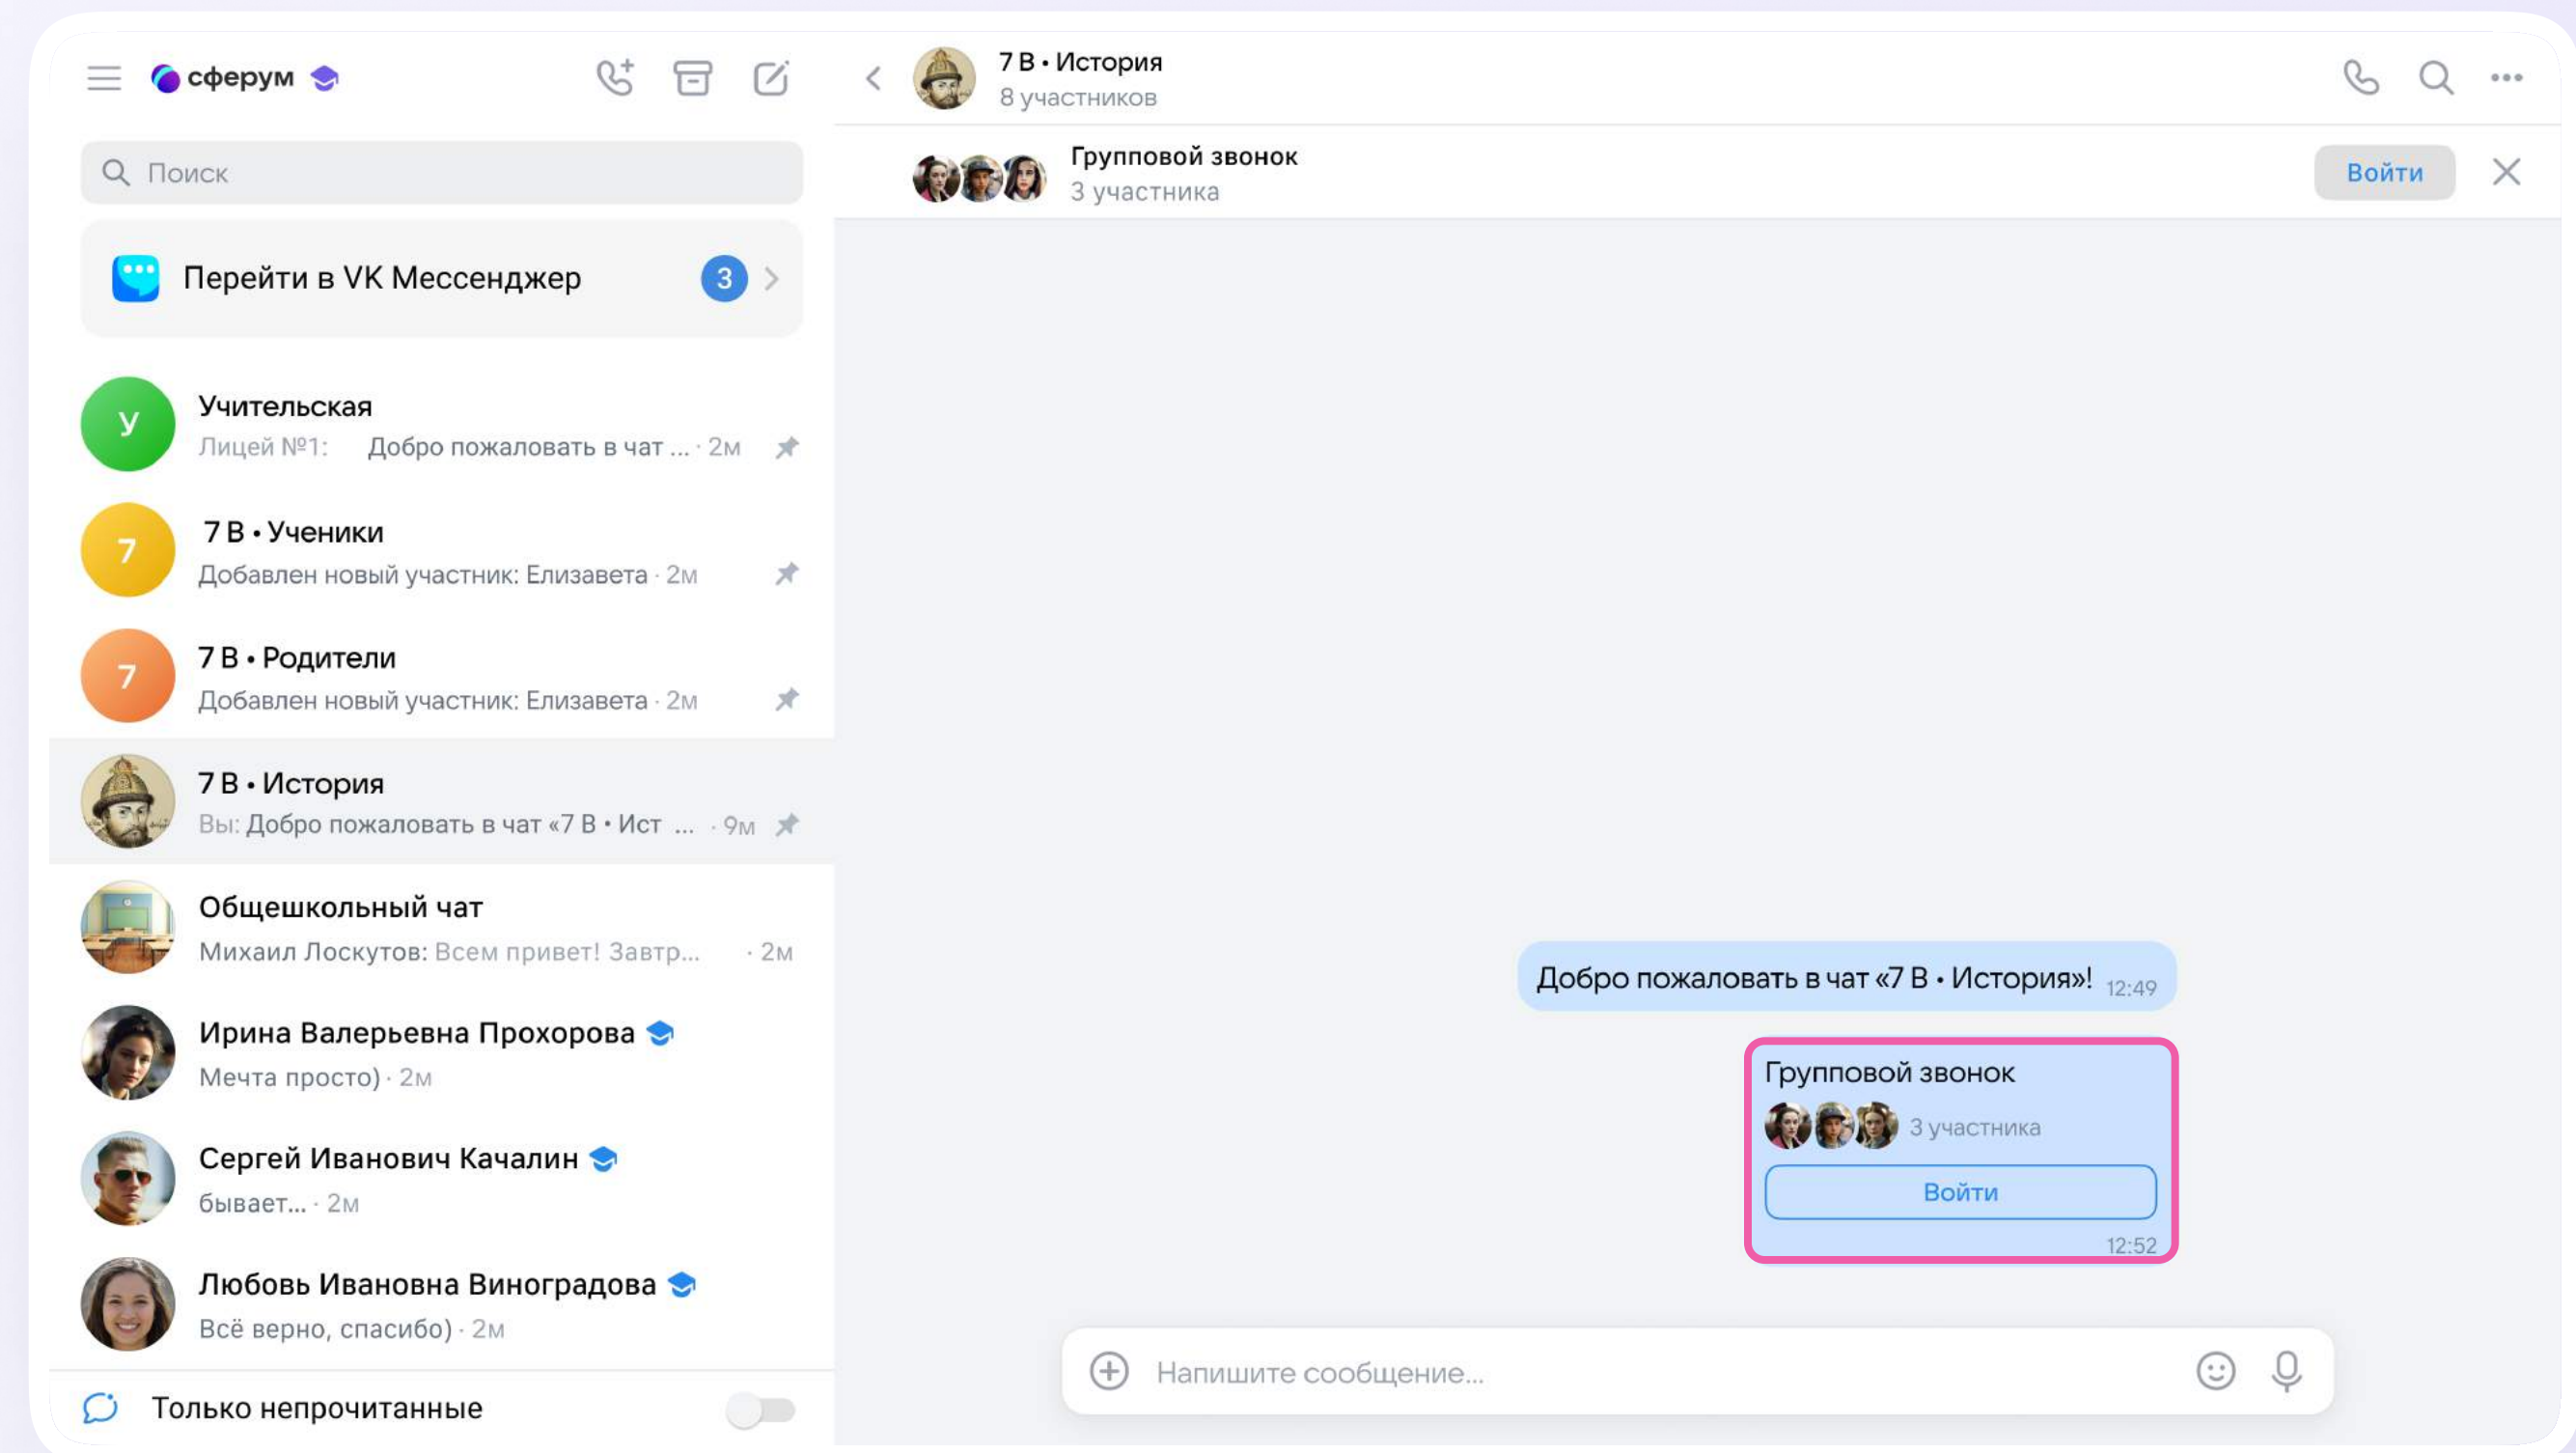 сферум
Поиск
Перейти в VK Мессенджер 3
У
Учительская
Лицей №1: Добро пожаловать в чат ... · 2м
7
7 В • Ученики
Добавлен новый участник: Елизавета · 2м
7
7 В • Родители
Добавлен новый участник: Елизавета · 2м
7 В • История
Вы: Добро пожаловать в чат «7 В • Ист ... · 9м
Общешкольный чат
Михаил Лоскутов: Всем привет! Завтр... · 2м
Ирина Валерьевна Прохорова
Мечта просто) · 2м
Сергей Иванович Качалин
бывает... · 2м
Любовь Ивановна Виноградова
Всё верно, спасибо) · 2м
Только непрочитанные
7 В • История
8 участников
Групповой звонок
3 участника
Войти
Добро пожаловать в чат «7 В • История»! 12:49
Групповой звонок
3 участника
Войти
12:52
Напишите сообщение...